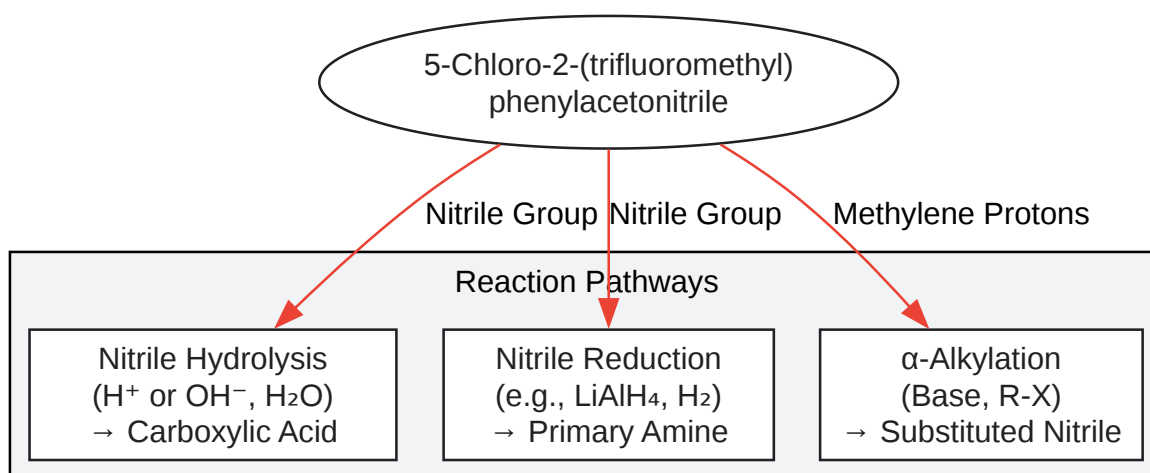 5-Chloro-2-(trifluoromethyl)
phenylacetonitrile
Nitrile Group
Nitrile Group
Methylene Protons
Reaction Pathways
Nitrile Hydrolysis
(H⁺ or OH⁻, H₂O)
→ Carboxylic Acid
Nitrile Reduction
(e.g., LiAlH₄, H₂)
→ Primary Amine
α-Alkylation
(Base, R-X)
→ Substituted Nitrile